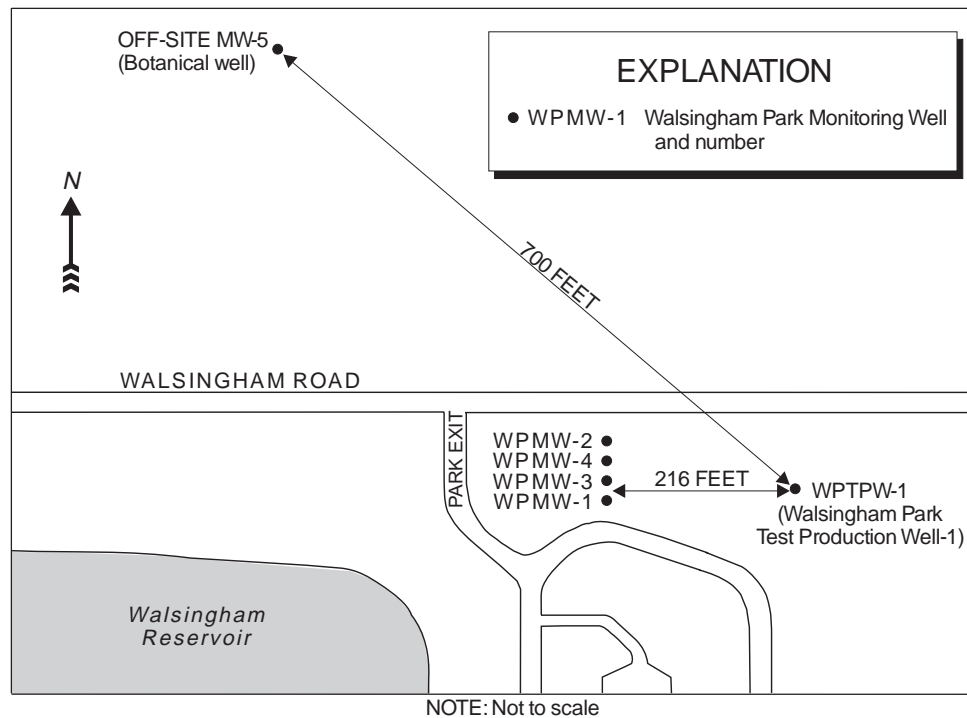 OFF-SITE MW-5
(Botanical well)
EXPLANATION
WPMW-1 Walsingham Park Monitoring Well
and number
N
700 FEET
WALSINGHAM ROAD
PARK EXIT
WPMW-2
WPMW-4
WPMW-3
WPMW-1
216 FEET
WPTPW-1
(Walsingham Park
Test Production Well-1)
Walsingham
Reservoir
NOTE: Not to scale